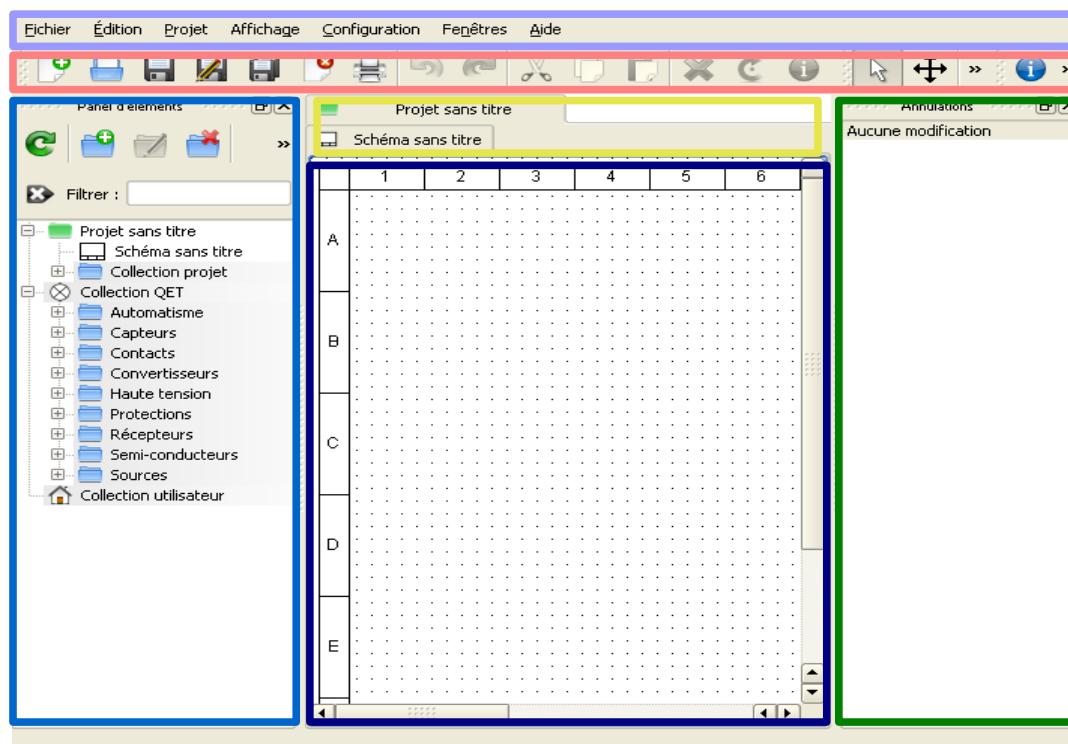 Fichier Édition Projet Affichage Configuration Fenêtres Aide
Panel d'éléments
Projet sans titre
Annulations
Schéma sans titre
Aucune modification
Filtrer :
1 2 3 4 5 6
Projet sans titre
Schéma sans titre
Collection projet
Collection QET
Automatisme
Capteurs
Contacts
Convertisseurs
Haute tension
Protections
Récepteurs
Semi-conducteurs
Sources
Collection utilisateur
A
B
C
D
E